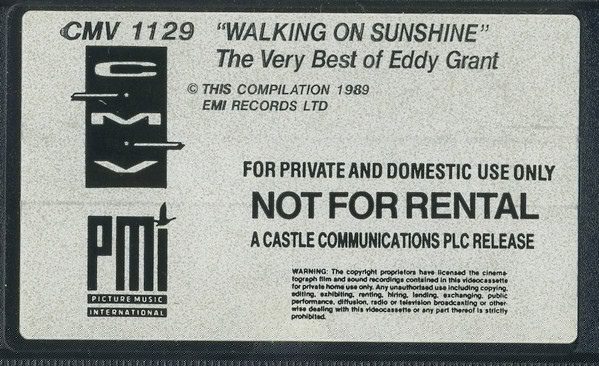 CMV 1129 "WALKING ON SUNSHINE"
The Very Best of Eddy Grant
© THIS COMPILATION 1989
EMI RECORDS LTD
CMV
FOR PRIVATE AND DOMESTIC USE ONLY
NOT FOR RENTAL
A CASTLE COMMUNICATIONS PLC RELEASE
pmi
PICTURE MUSIC
INTERNATIONAL
WARNING: The copyright proprietors have licensed the cinema-
tograph film and sound recordings contained in this videocassette
for private home use only. Any unauthorised use including copying,
editing, exhibiting, renting, hiring, lending, exchanging, public
performance, diffusion, radio or television broadcasting or other-
wise dealing with this videocassette or any part thereof is strictly
prohibited.